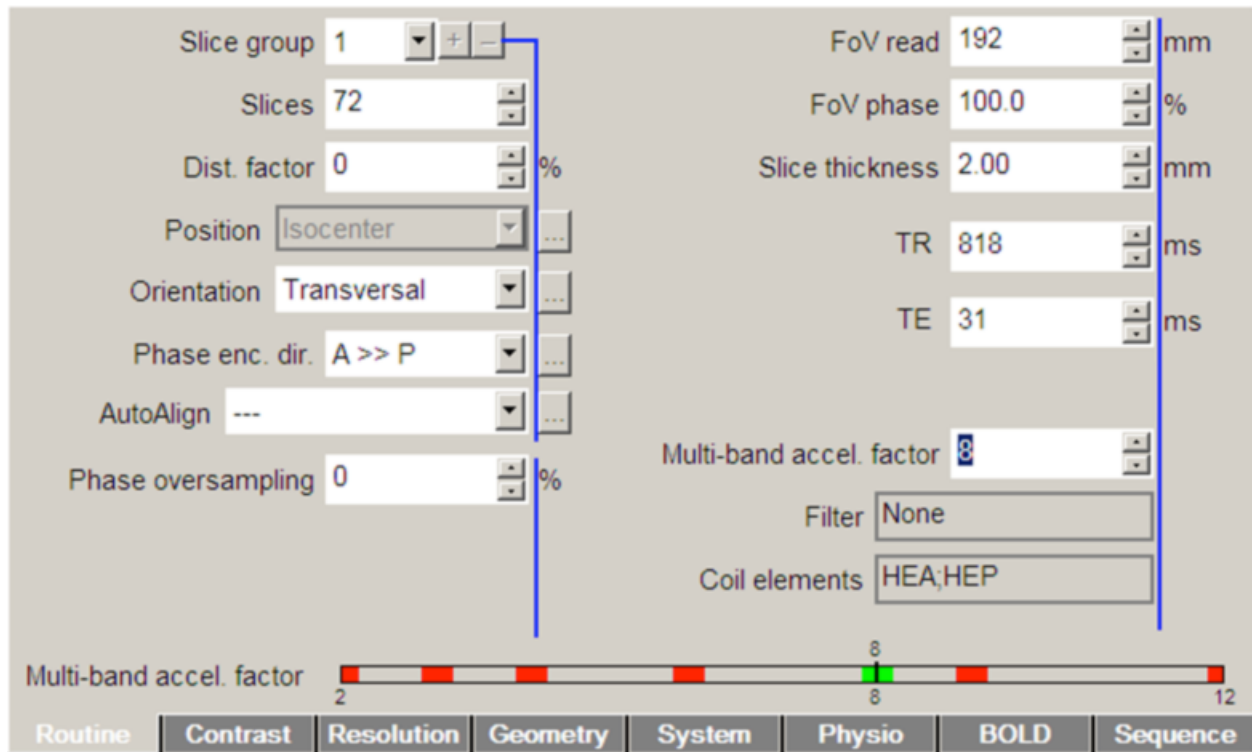 Slice group 1 + - FoV read 192 mm
Slices 72 FoV phase 100.0 %
Dist. factor 0 % Slice thickness 2.00 mm
Position Isocenter ... TR 818 ms
Orientation Transversal ...
Phase enc. dir. A >> P ... TE 31 ms
AutoAlign --- ...
Multi-band accel. factor 8
Phase oversampling 0 %
Filter None
Coil elements HEA;HEP
8
Multi-band accel. factor
2 8 12
Routine Contrast Resolution Geometry System Physio BOLD Sequence